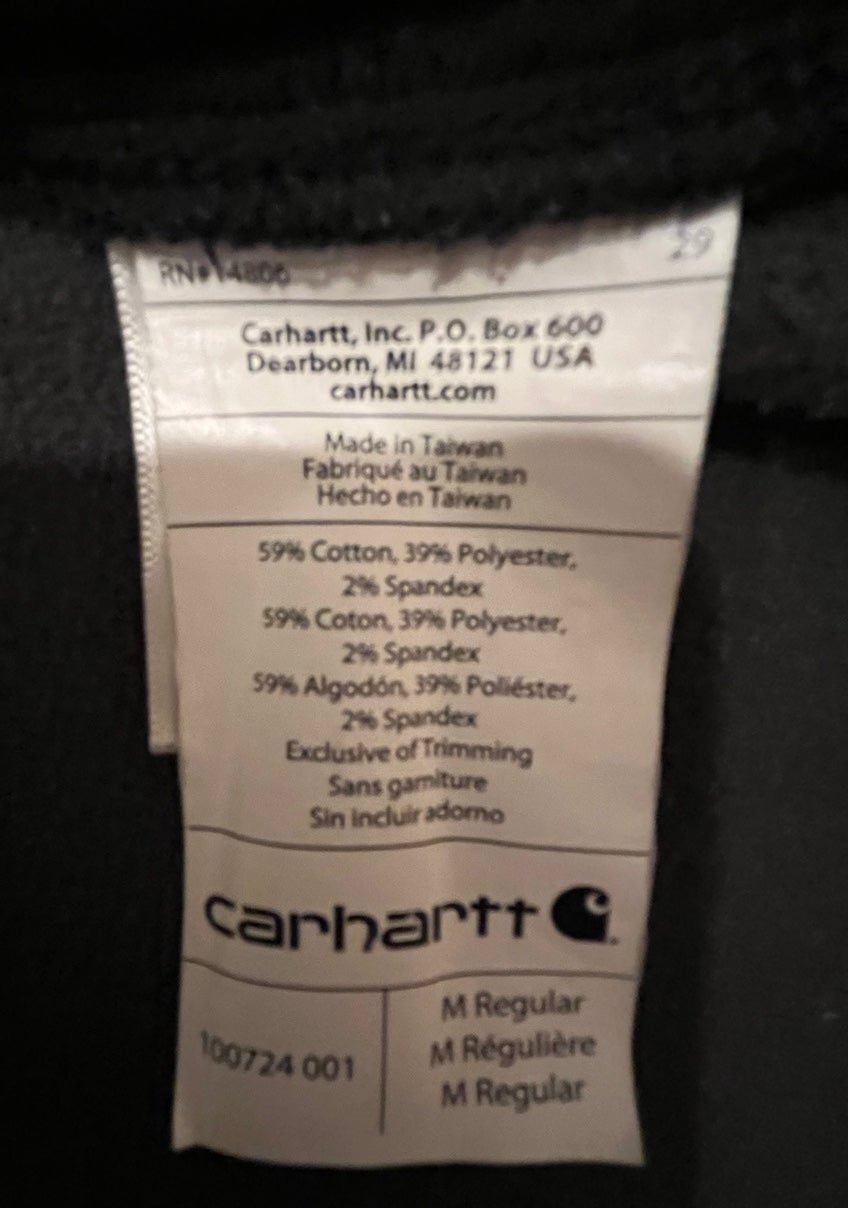 29
RN# 14806
Carhartt, Inc. P.O. Box 600
Dearborn, MI 48121 USA
carhartt.com
Made in Taiwan
Fabriqué au Taiwan
Hecho en Taiwan
59% Cotton, 39% Polyester,
2% Spandex
59% Coton, 39% Polyester,
2% Spandex
59% Algodón, 39% Poliéster,
2% Spandex
Exclusive of Trimming
Sans garniture
Sin incluir adorno
carhartt
100724 001
M Regular
M Régulière
M Regular